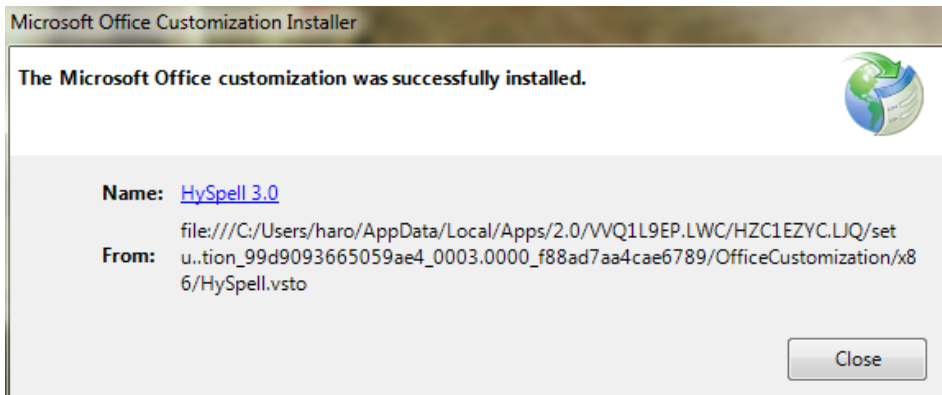 Microsoft Office Customization Installer
The Microsoft Office customization was successfully installed.
Name: HySpell 3.0
file:///C:/Users/haro/AppData/Local/Apps/2.0/VVQ1L9EP.LWC/HZC1EZYC.LJQ/set
From: u..tion_99d9093665059ae4_0003.0000_f88ad7aa4cae6789/OfficeCustomization/x8
6/HySpell.vsto
Close